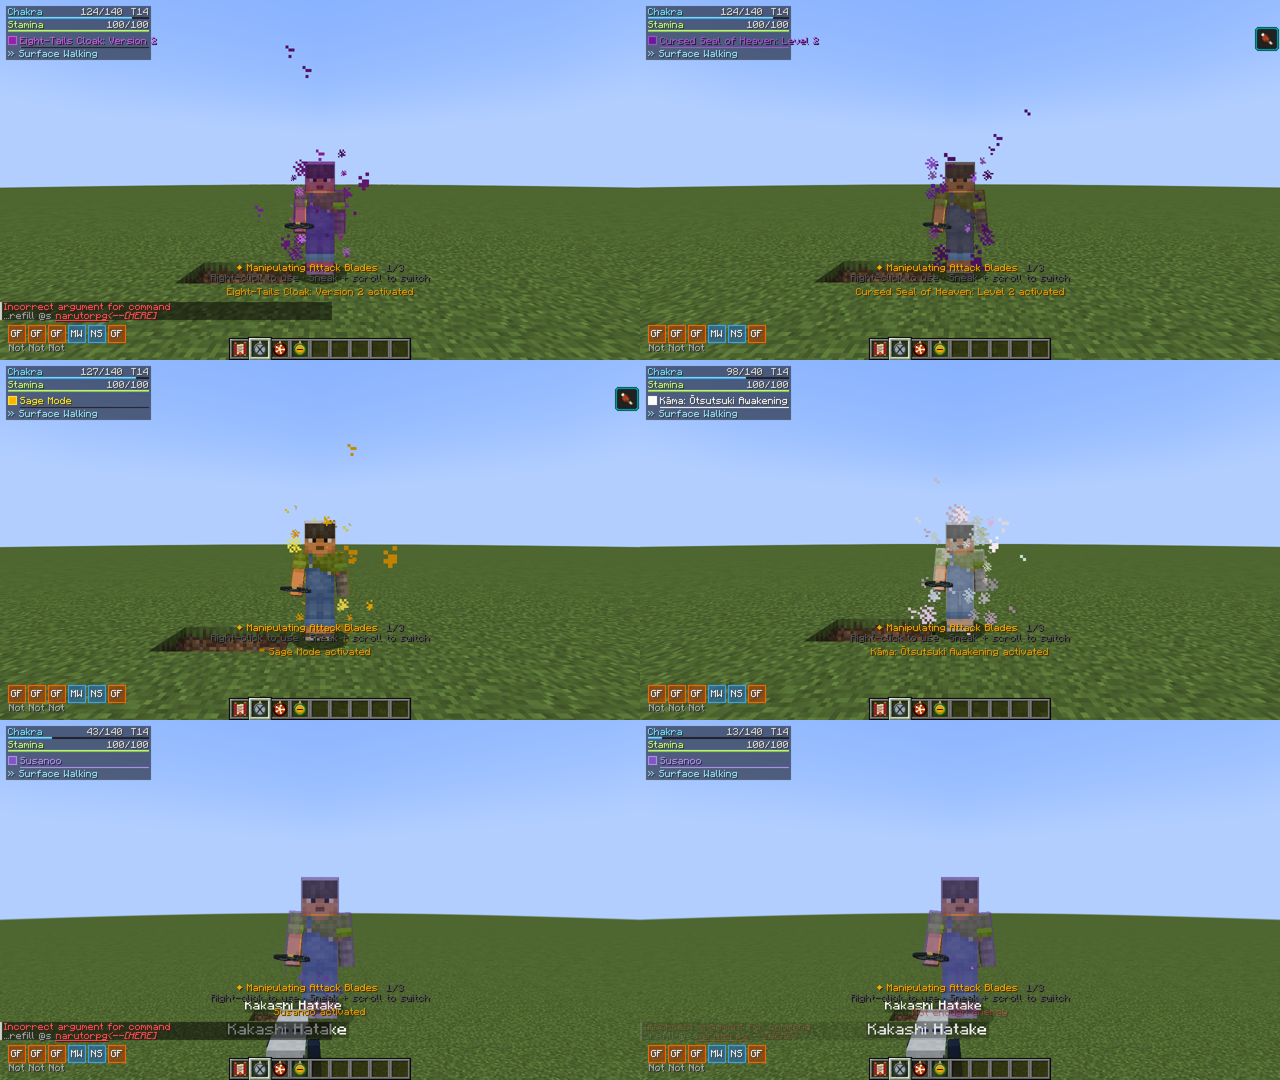 Chakra 124/140 T14
Stamina 100/100
Eight-Tails Cloak: Version 2
» Surface Walking
✦ Manipulating Attack Blades 1/3
Right-click to use · Sneak + scroll to switch
Eight-Tails Cloak: Version 2 activated
Incorrect argument for command
...refill @s narutorpg<--[HERE]
GF GF GF MW NS GF
Not Not Not
Chakra 124/140 T14
Stamina 100/100
Cursed Seal of Heaven: Level 2
» Surface Walking
✦ Manipulating Attack Blades 1/3
Right-click to use · Sneak + scroll to switch
Cursed Seal of Heaven: Level 2 activated
GF GF GF MW NS GF
Not Not Not
Chakra 127/140 T14
Stamina 100/100
Sage Mode
» Surface Walking
✦ Manipulating Attack Blades 1/3
Right-click to use · Sneak + scroll to switch
Sage Mode activated
GF GF GF MW NS GF
Not Not Not
Chakra 98/140 T14
Stamina 100/100
Kāma: Ōtsutsuki Awakening
» Surface Walking
✦ Manipulating Attack Blades 1/3
Right-click to use · Sneak + scroll to switch
Kāma: Ōtsutsuki Awakening activated
GF GF GF MW NS GF
Not Not Not
Chakra 43/140 T14
Stamina 100/100
Susanoo
» Surface Walking
✦ Manipulating Attack Blades 1/3
Right-click to use · Sneak + scroll to switch
Kakashi Hatake
Susanoo activated
Kakashi Hatake
Incorrect argument for command
...refill @s narutorpg<--[HERE]
GF GF GF MW NS GF
Not Not Not
Chakra 13/140 T14
Stamina 100/100
Susanoo
» Surface Walking
✦ Manipulating Attack Blades 1/3
Right-click to use · Sneak + scroll to switch
Kakashi Hatake
Kakashi Hatake
GF GF GF MW NS GF
Not Not Not